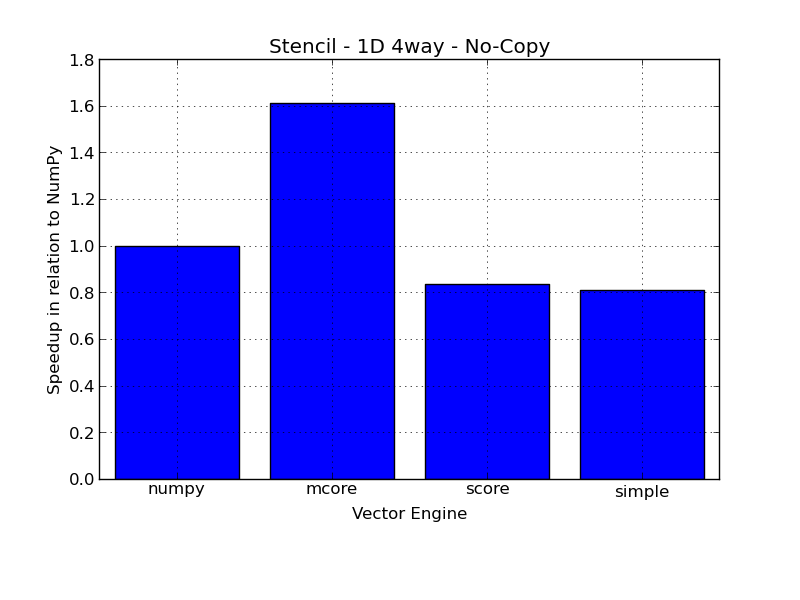 Stencil - 1D 4way - No-Copy
Speedup in relation to NumPy
1.8
1.6
1.4
1.2
1.0
0.8
0.6
0.4
0.2
0.0
numpy mcore score simple
Vector Engine